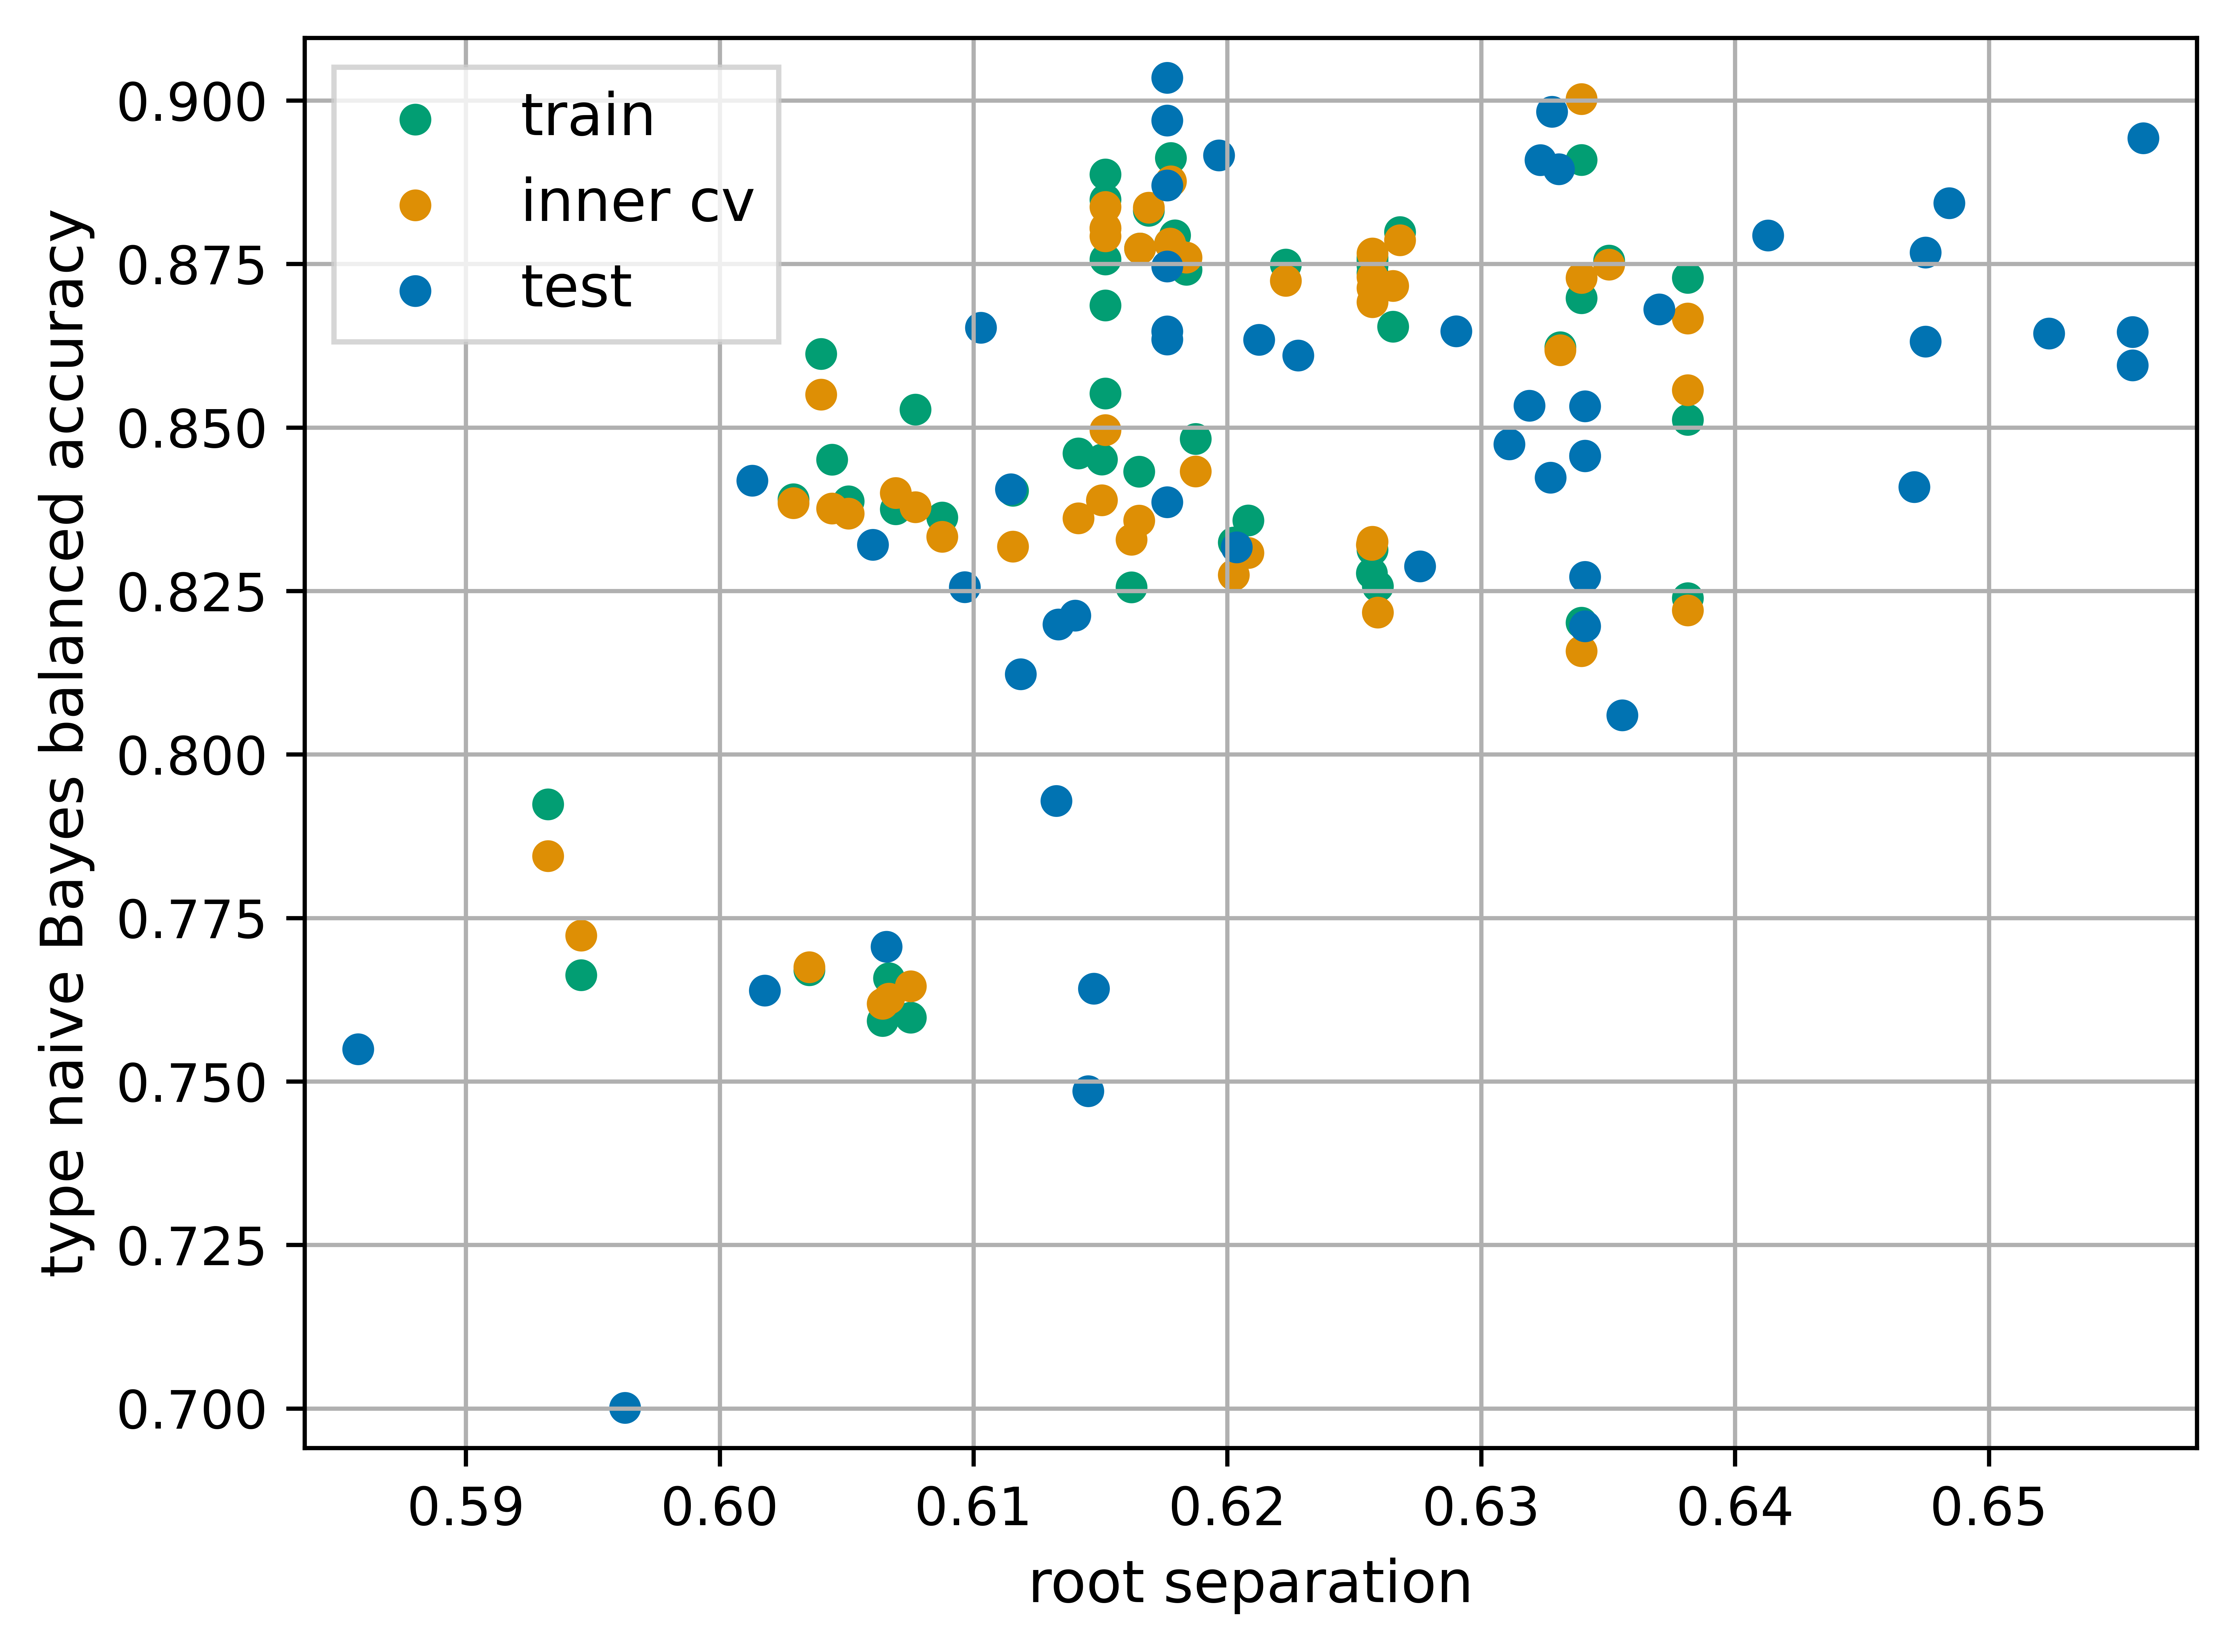 train
inner cv
test
type naive Bayes balanced accuracy
0.900
0.875
0.850
0.825
0.800
0.775
0.750
0.725
0.700
0.59 0.60 0.61 0.62 0.63 0.64 0.65
root separation